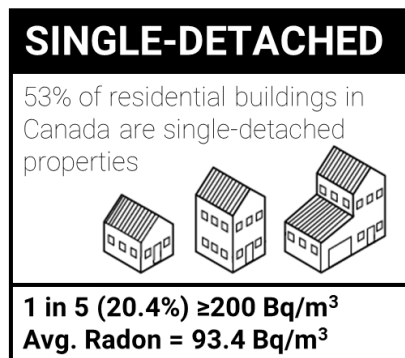 SINGLE-DETACHED
53% of residential buildings in
Canada are single-detached
properties
1 in 5 (20.4%) ≥200 Bq/m³
Avg. Radon = 93.4 Bq/m³